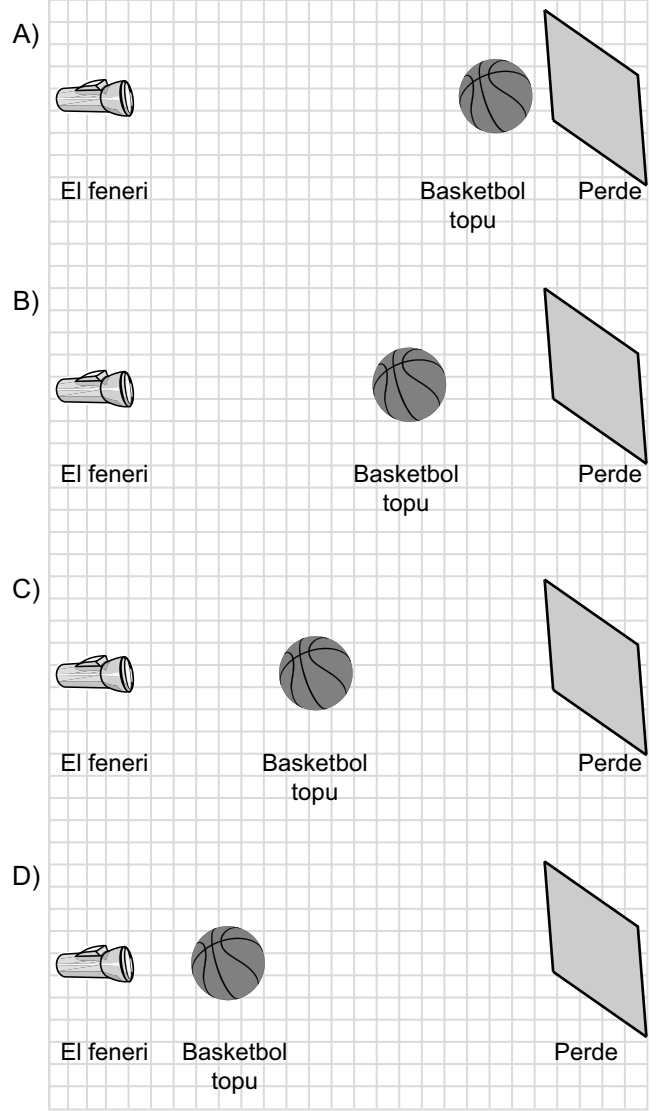 A)
El feneri Basketbol Perde
topu
B)
El feneri Basketbol Perde
topu
C)
El feneri Basketbol Perde
topu
D)
El feneri Basketbol Perde
topu